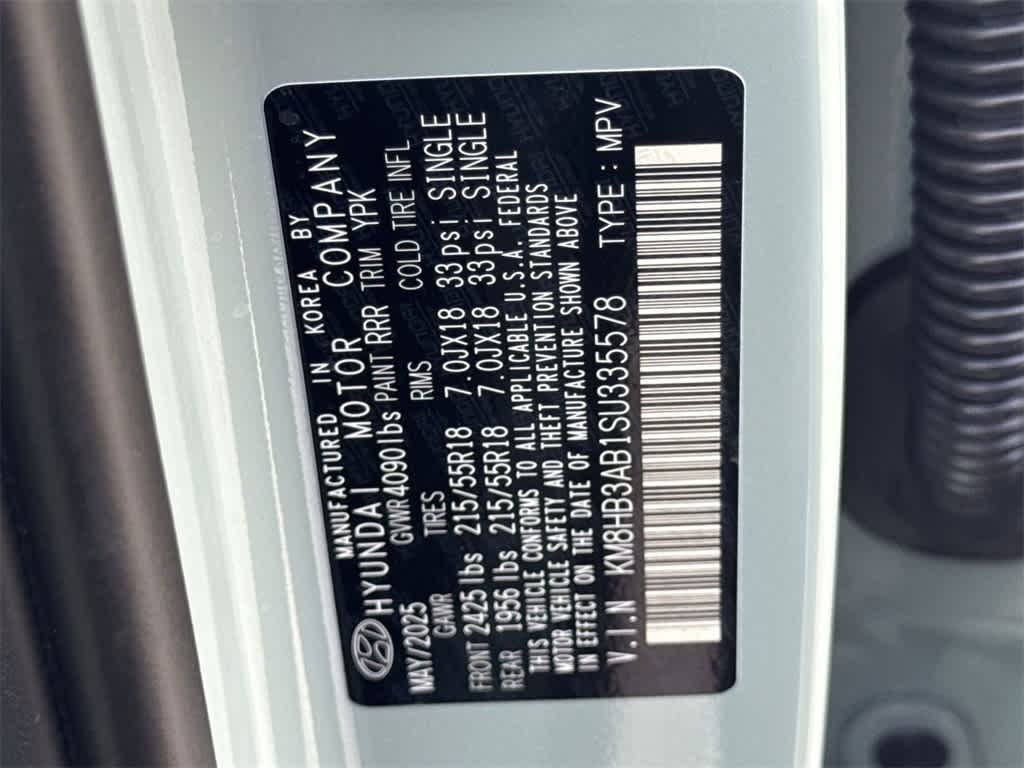 MANUFACTURED IN KOREA BY
HYUNDAI MOTOR COMPANY
MAY/2025 GVWR 4090lbs PAINT RRR TRIM YPK
GAWR TIRES RIMS COLD TIRE INFL
FRONT 2425 lbs 215/55R18 7.0JX18 33psi SINGLE
REAR 1956 lbs 215/55R18 7.0JX18 33psi SINGLE
THIS VEHICLE CONFORMS TO ALL APPLICABLE U.S.A. FEDERAL
MOTOR VEHICLE SAFETY AND THEFT PREVENTION STANDARDS
IN EFFECT ON THE DATE OF MANUFACTURE SHOWN ABOVE
V.I.N KM8HB3AB1SU335578 TYPE : MPV